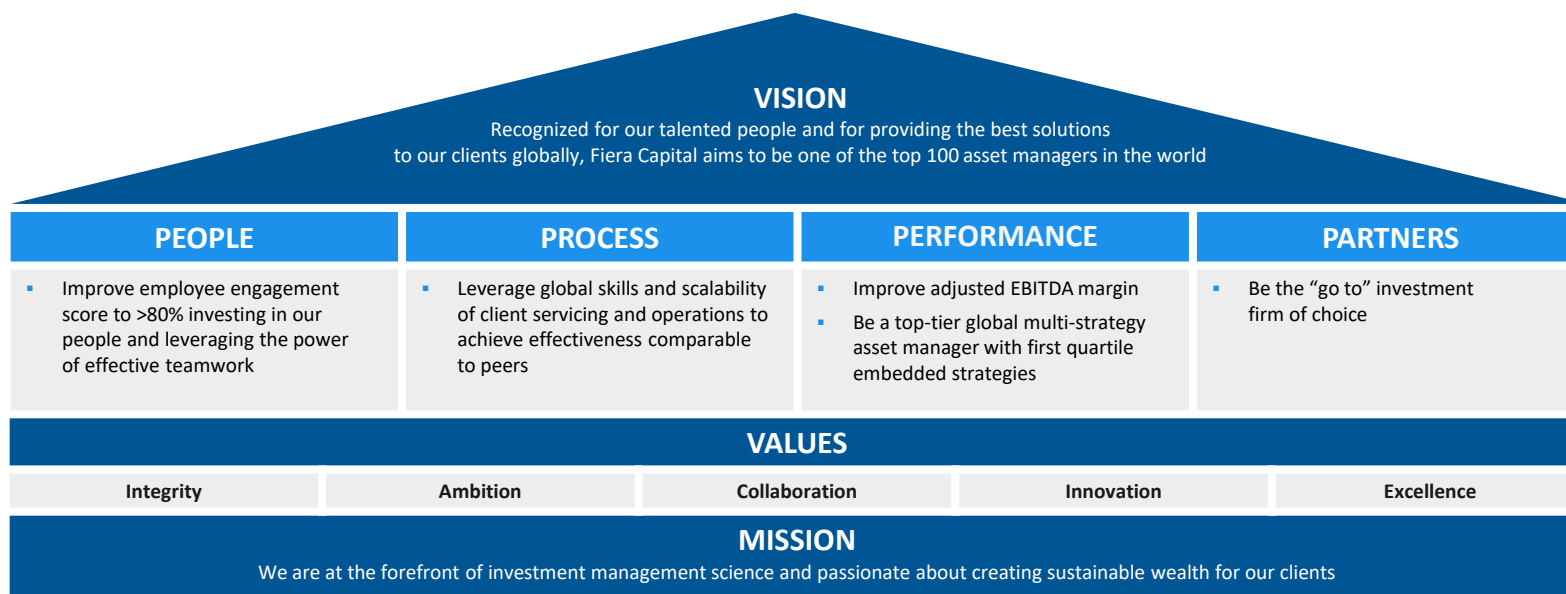 VISION
Recognized for our talented people and for providing the best solutions
to our clients globally, Fiera Capital aims to be one of the top 100 asset managers in the world
PEOPLE
▪ Improve employee engagement
score to >80% investing in our
people and leveraging the power
of effective teamwork
PROCESS
▪ Leverage global skills and scalability
of client servicing and operations to
achieve effectiveness comparable
to peers
PERFORMANCE
▪ Improve adjusted EBITDA margin
▪ Be a top-tier global multi-strategy
asset manager with first quartile
embedded strategies
PARTNERS
▪ Be the “go to” investment
firm of choice
VALUES
Integrity
Ambition
Collaboration
Innovation
Excellence
MISSION
We are at the forefront of investment management science and passionate about creating sustainable wealth for our clients